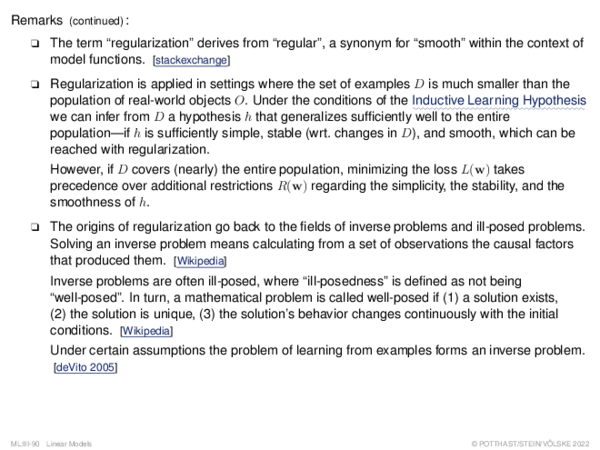 Remarks (continued) :
❑ The term “regularization” derives from “regular”, a synonym for “smooth” within the context of
model functions. [stackexchange]
❑ Regularization is applied in settings where the set of examples D is much smaller than the
population of real-world objects O. Under the conditions of the Inductive Learning Hypothesis
we can infer from D a hypothesis h that generalizes sufficiently well to the entire
population—if h is sufficiently simple, stable (wrt. changes in D), and smooth, which can be
reached with regularization.
However, if D covers (nearly) the entire population, minimizing the loss L(w) takes
precedence over additional restrictions R(w) regarding the simplicity, the stability, and the
smoothness of h.
❑ The origins of regularization go back to the fields of inverse problems and ill-posed problems.
Solving an inverse problem means calculating from a set of observations the causal factors
that produced them. [Wikipedia]
Inverse problems are often ill-posed, where “ill-posedness” is defined as not being
“well-posed”. In turn, a mathematical problem is called well-posed if (1) a solution exists,
(2) the solution is unique, (3) the solution’s behavior changes continuously with the initial
conditions. [Wikipedia]
Under certain assumptions the problem of learning from examples forms an inverse problem.
[deVito 2005]
ML:III-90 Linear Models © POTTHAST/STEIN/VÖLSKE 2022